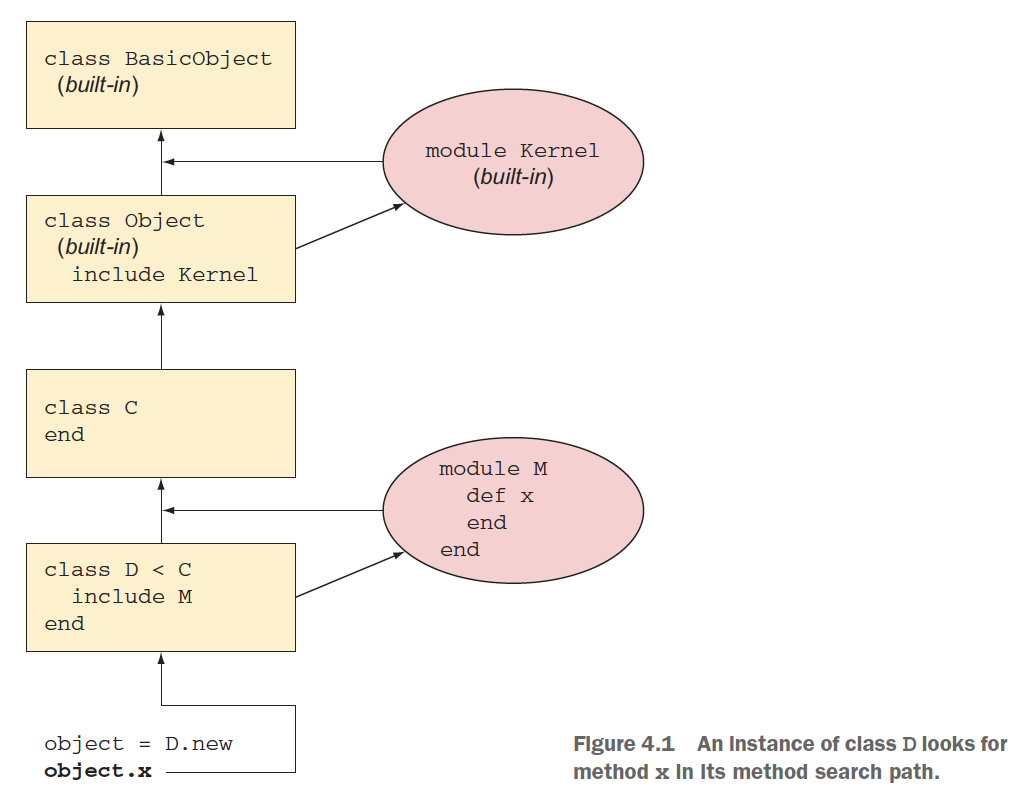 class BasicObject
(built-in)
module Kernel
(built-in)
class Object
(built-in)
include Kernel
class C
end
module M
def x
end
end
class D < C
include M
end
object = D.new
object.x
Figure 4.1 An instance of class D looks for
method x in its method search path.